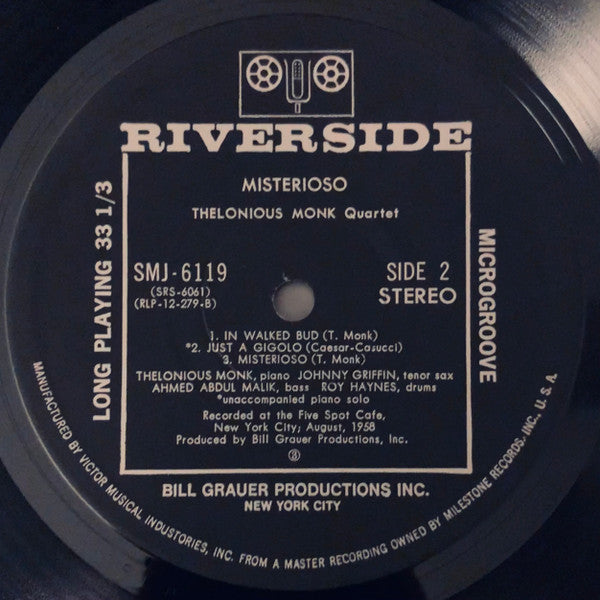 RIVERSIDE
MISTERIOSO
THELONIOUS MONK Quartet
LONG PLAYING 33 1/3
MICROGROOVE
SMJ-6119
(SRS-6061)
(RLP-12-279-B)
SIDE 2
STEREO
1. IN WALKED BUD (T. Monk)
*2. JUST A GIGOLO (Caesar-Casucci)
3. MISTERIOSO (T. Monk)
THELONIOUS MONK, piano JOHNNY GRIFFIN, tenor sax
AHMED ABDUL MALIK, bass ROY HAYNES, drums
*unaccompanied piano solo
Recorded at the Five Spot Cafe,
New York City; August, 1958
Produced by Bill Grauer Productions, Inc.
BILL GRAUER PRODUCTIONS INC.
NEW YORK CITY
MANUFACTURED BY VICTOR MUSICAL INDUSTORIES, INC. FROM A MASTER RECORDING OWNED BY MILESTONE RECORDS. INC., U.S.A.